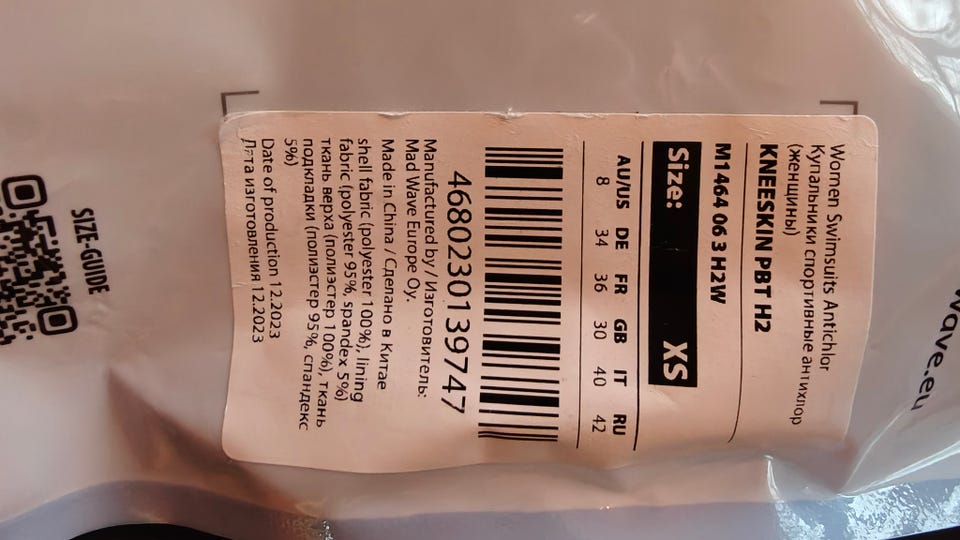 wave.eu
Women Swimsuits Antichlor
Купальники спортивные антихлор
(женщины)
KNEESKIN PBT H2
M1464 06 3 H2W
Size: XS
AU/US DE FR GB IT RU
8 34 36 30 40 42
4680230139747
Manufactured by / Изготовитель:
Mad Wave Europe Oy.
Made in China / Сделано в Китае
shell fabric (polyester 100%), lining
fabric (polyester 95%, spandex 5%)
ткань верха (полиэстер 100%), ткань
подкладки (полиэстер 95%, спандекс
5%)
Date of production 12.2023
Дата изготовления 12.2023
SIZE-GUIDE